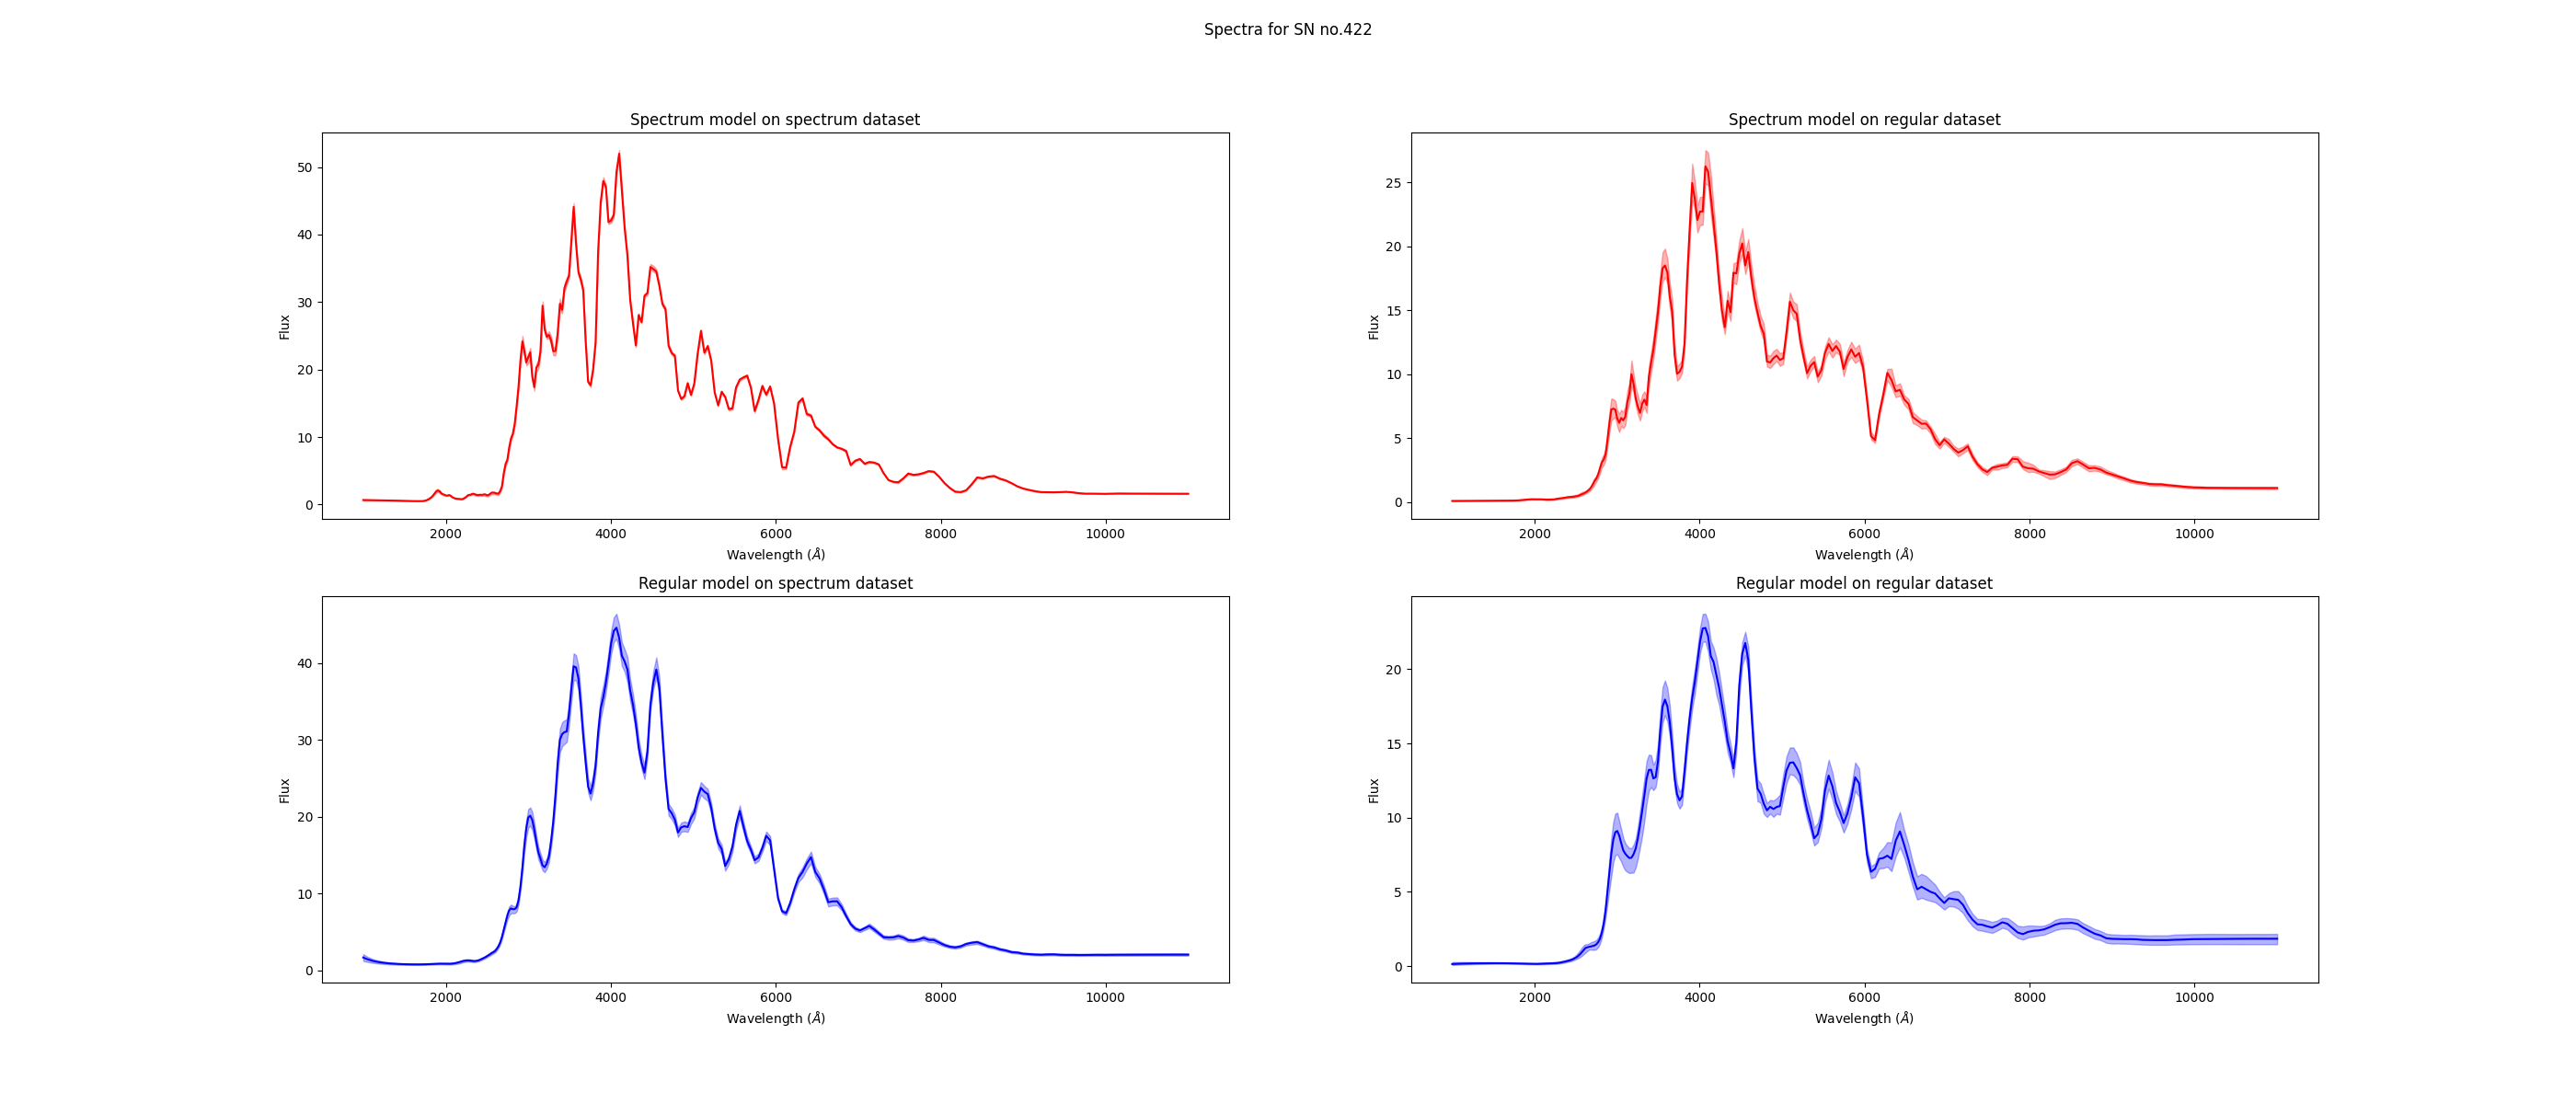 Spectra for SN no.422
Spectrum model on spectrum dataset
50
40
30
20
10
0
Flux
2000 4000 6000 8000 10000
Wavelength (Å)
Spectrum model on regular dataset
25
20
15
10
5
0
Flux
2000 4000 6000 8000 10000
Wavelength (Å)
Regular model on spectrum dataset
40
30
20
10
0
Flux
2000 4000 6000 8000 10000
Wavelength (Å)
Regular model on regular dataset
20
15
10
5
0
Flux
2000 4000 6000 8000 10000
Wavelength (Å)